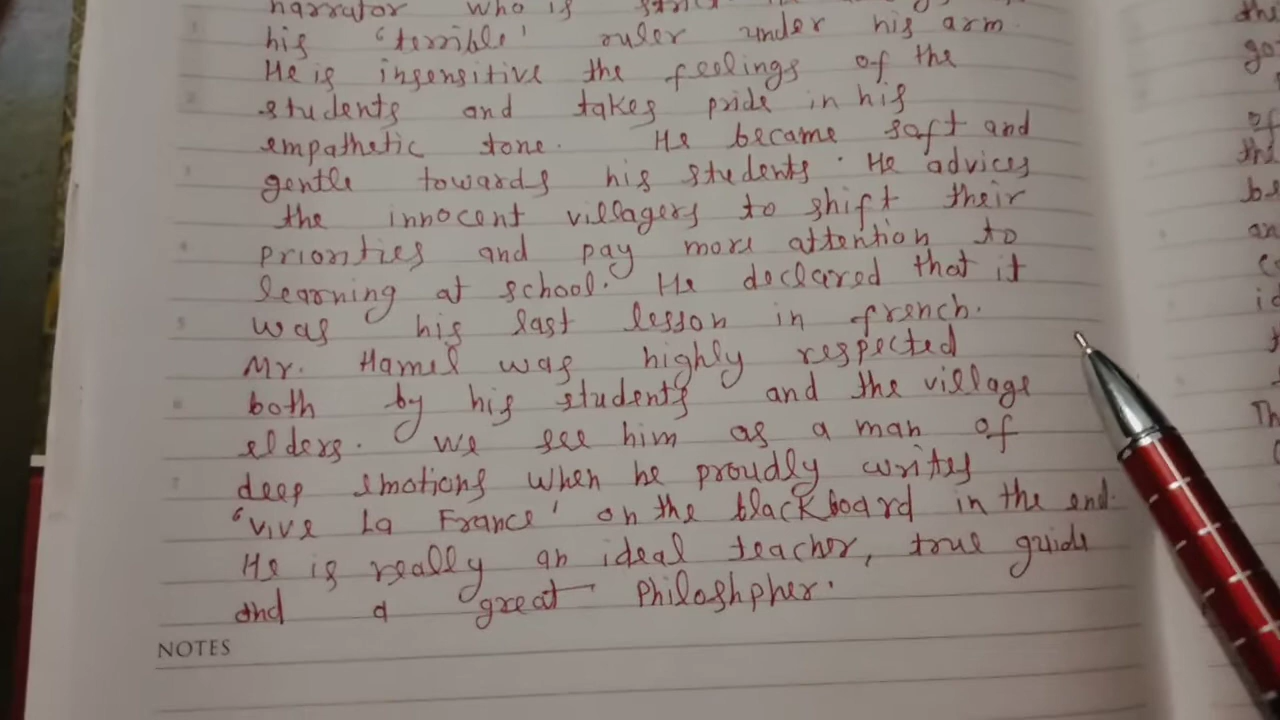 narrator who is
his 'terrible' ruler under his arm
He is insensitive the feelings of the
students and takes pride in his
empathetic tone. He became soft and
gentle towards his students. He advices
the innocent villagers to shift their
priorities and pay more attention to
learning at school. He declared that it
was his last lesson in french.
Mr. Hamel was highly respected
both by his students and the village
elders. We see him as a man of
deep emotions when he proudly writes
'Vive La France' on the blackboard in the end.
He is really an ideal teacher, true guide
and a great Philoshpher.
NOTES